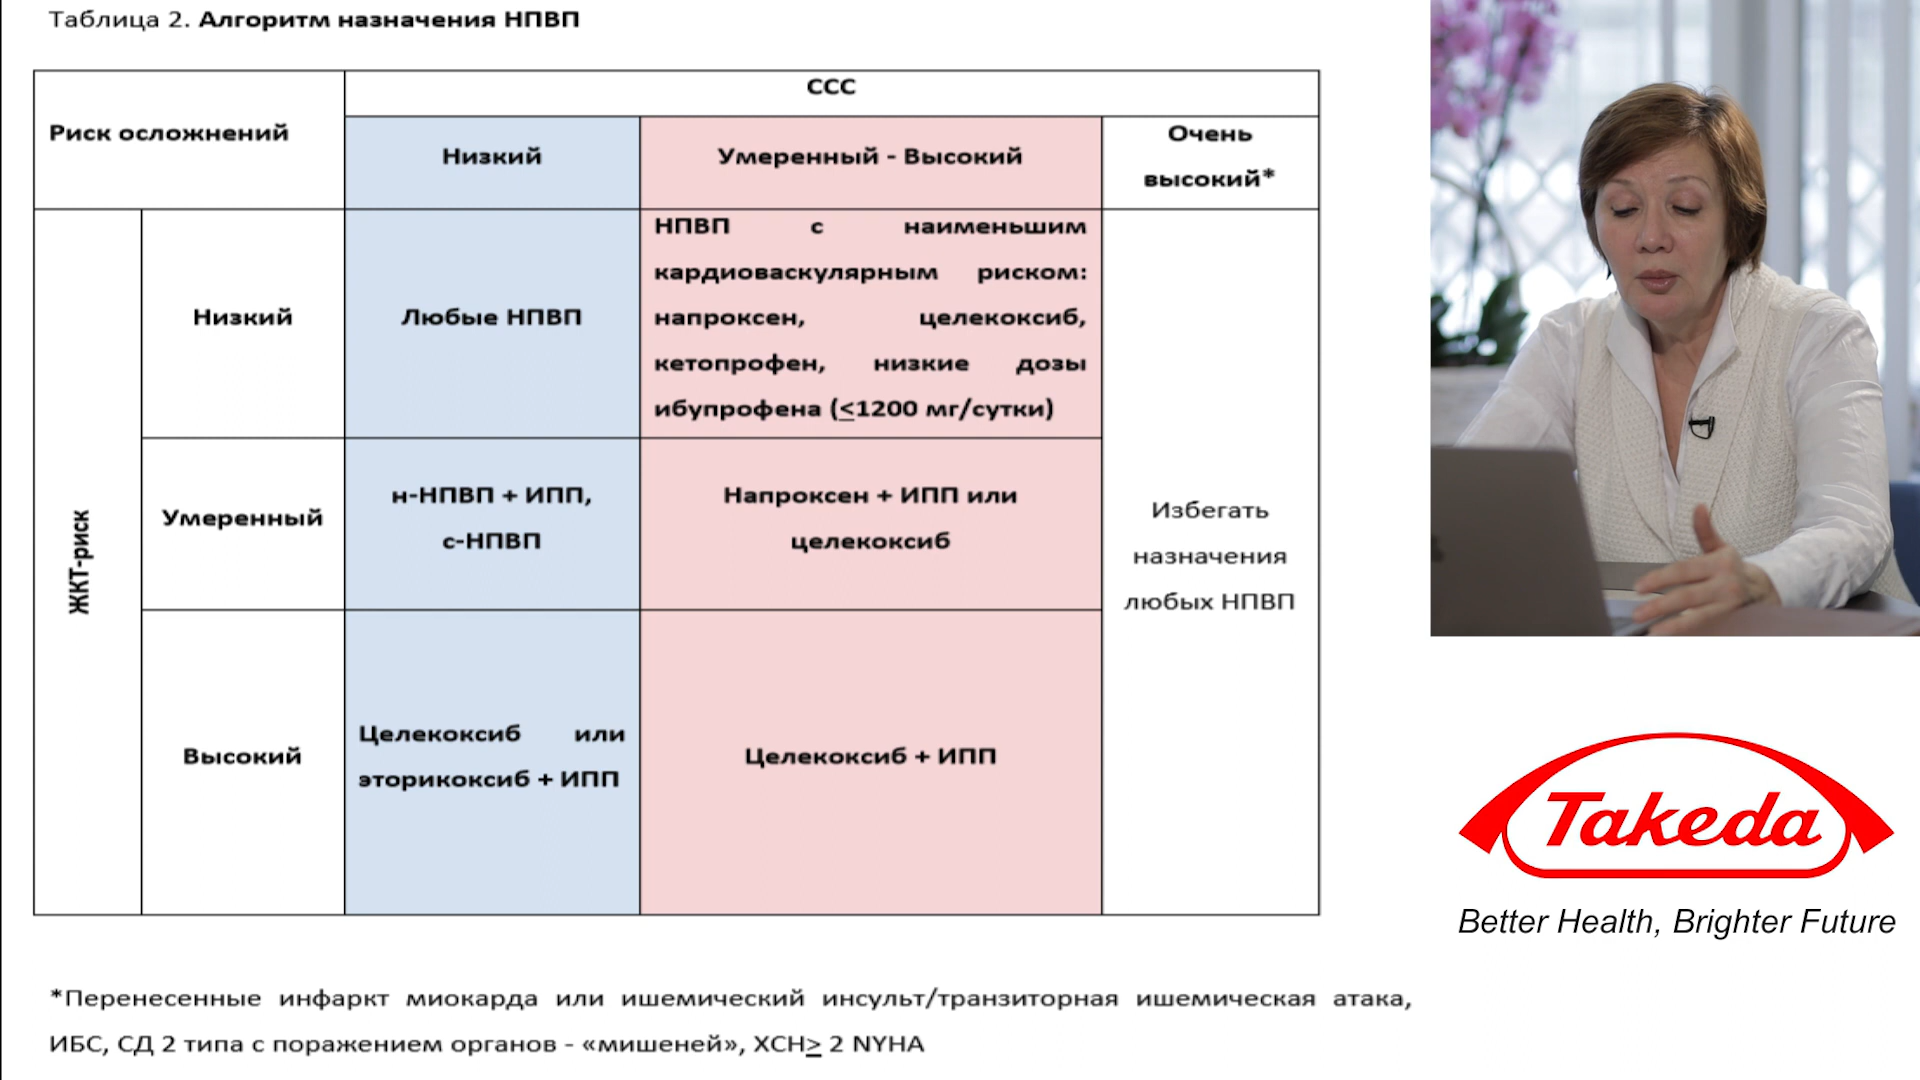 Таблица 2. Алгоритм назначения НПВП
Риск осложнений
ССС
Низкий
Умеренный - Высокий
Очень
высокий*
ЖКТ-риск
Низкий
Любые НПВП
НПВП с наименьшим
кардиоваскулярным риском:
напроксен, целекоксиб,
кетопрофен, низкие дозы
ибупрофена (≤1200 мг/сутки)
Умеренный
н-НПВП + ИПП,
с-НПВП
Напроксен + ИПП или
целекоксиб
Избегать
назначения
любых НПВП
Высокий
Целекоксиб или
эторикоксиб + ИПП
Целекоксиб + ИПП
*Перенесенные инфаркт миокарда или ишемический инсульт/транзиторная ишемическая атака,
ИБС, СД 2 типа с поражением органов - «мишеней», ХСН≥ 2 NYHA
Takeda
Better Health, Brighter Future